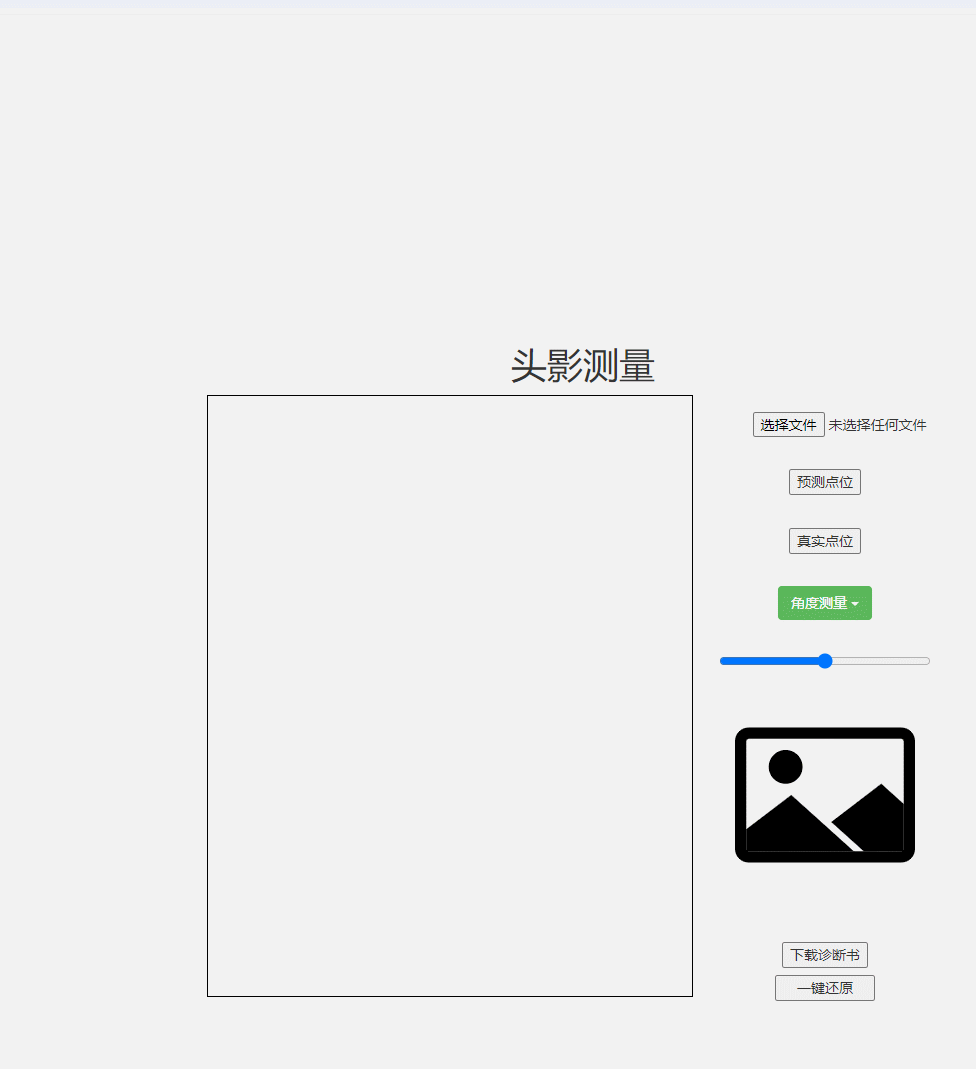 头影测量
选择文件 未选择任何文件
预测点位
真实点位
角度测量
下载诊断书
一键还原